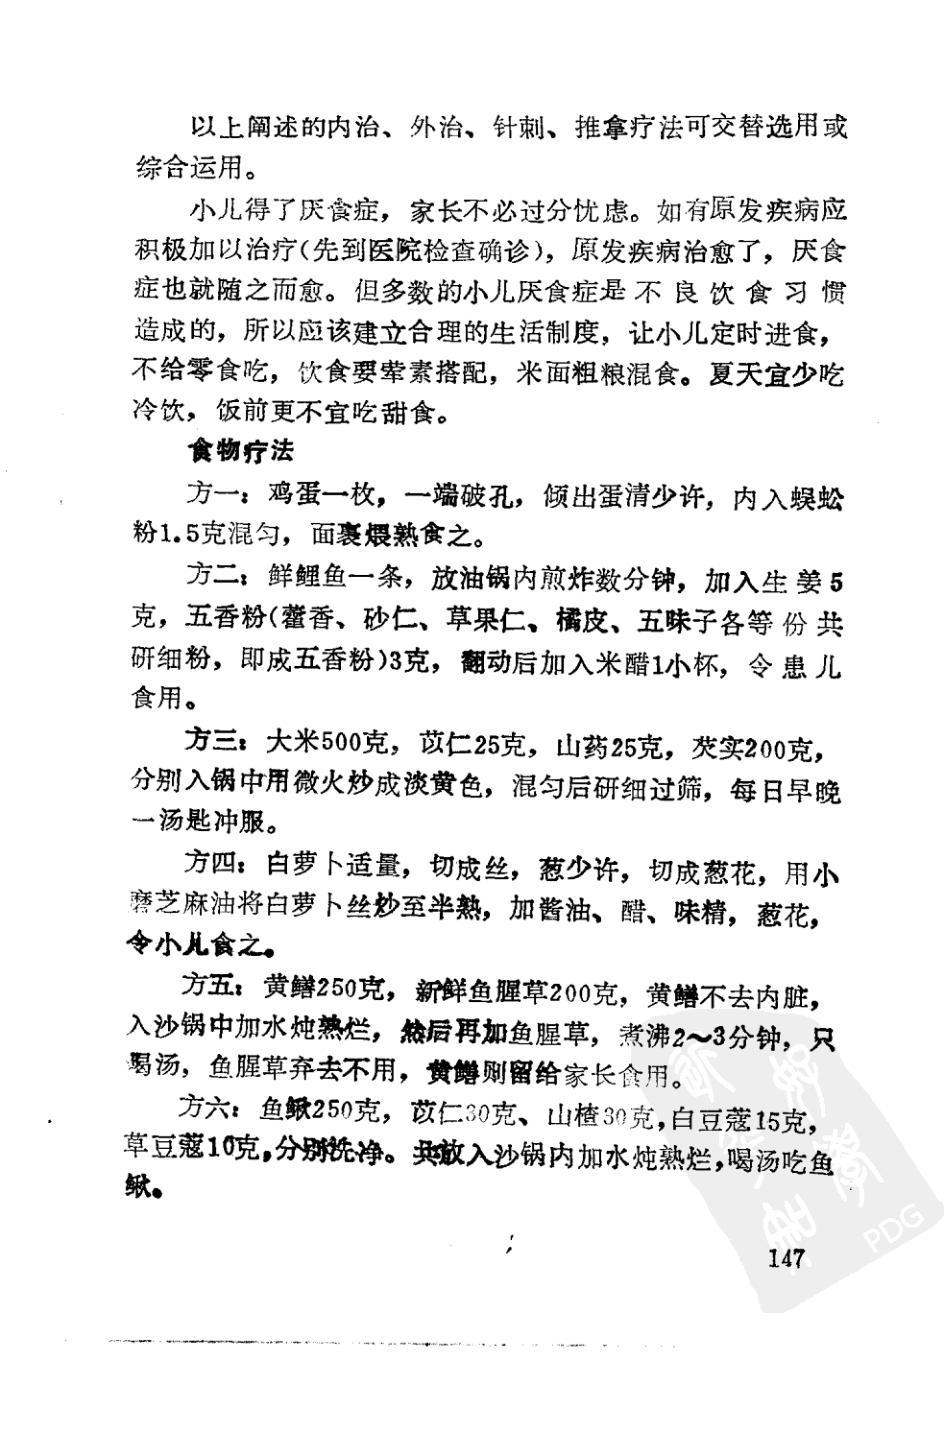 以上阐述的内治、外治、针刺、推拿疗法可交替选用或
综合运用。
小儿得了厌食症，家长不必过分忧虑。如有原发疾病应
积极加以治疗(先到医院检查确诊)，原发疾病治愈了，厌食
症也就随之而愈。但多数的小儿厌食症是不良饮食习惯
造成的，所以应该建立合理的生活制度，让小儿定时进食，
不给零食吃，饮食要荤素搭配，米面粗粮混食。夏天宜少吃
冷饮，饭前更不宜吃甜食。
食物疗法
方一：鸡蛋一枚，一端破孔，倾出蛋清少许，内入蜈蚣
粉1.5克混匀，面裹煨熟食之。
方二：鲜鲤鱼一条，放油锅内煎炸数分钟，加入生姜5
克，五香粉(藿香、砂仁、草果仁、橘皮、五味子各等份共
研细粉，即成五香粉)3克，翻动后加入米醋1小杯，令患儿
食用。
方三：大米500克，苡仁25克，山药25克，芡实200克，
分别入锅中用微火炒成淡黄色，混匀后研细过筛，每日早晚
一汤匙冲服。
方四：白萝卜适量，切成丝，葱少许，切成葱花，用小
磨芝麻油将白萝卜丝炒至半熟，加酱油、醋、味精，葱花，
令小儿食之。
方五：黄鳝250克，新鲜鱼腥草200克，黄鳝不去内脏，
入沙锅中加水炖熟烂，然后再加鱼腥草，煮沸2～3分钟，只
喝汤，鱼腥草弃去不用，黄鳝则留给家长食用。
方六：鱼鳅250克，苡仁30克、山楂30克，白豆蔻15克，
草豆蔻10克，分别洗净。共放入沙锅内加水炖熟烂，喝汤吃鱼
鳅。
147
PDG